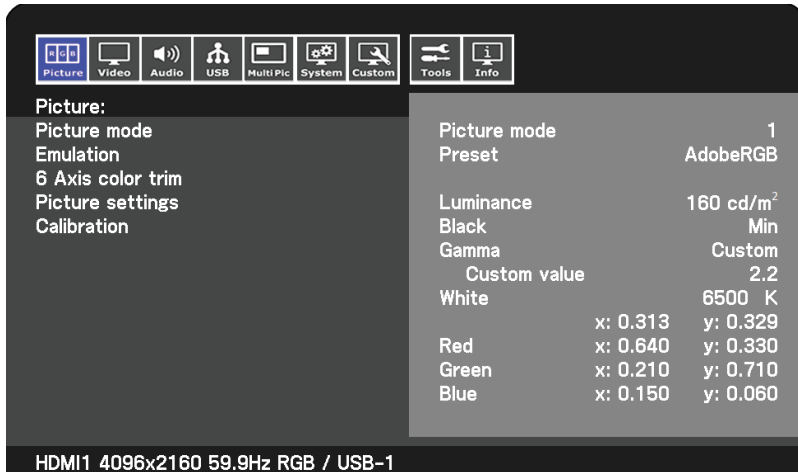 R G B
i
Picture Video Audio USB Multi Pic System Custom Tools Info
Picture:
Picture mode
Emulation
6 Axis color trim
Picture settings
Calibration
Picture mode 1
Preset AdobeRGB
Luminance 160 cd/m²
Black Min
Gamma Custom
Custom value 2.2
White 6500 K
x: 0.313 y: 0.329
Red x: 0.640 y: 0.330
Green x: 0.210 y: 0.710
Blue x: 0.150 y: 0.060
HDMI1 4096x2160 59.9Hz RGB / USB-1